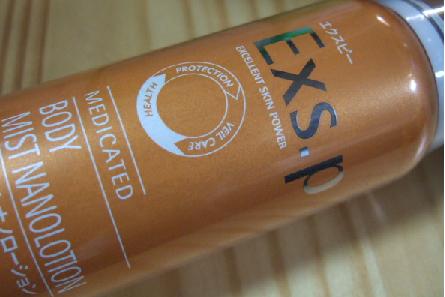 エクスピー
Exs·p
EXCELLENT SKIN POWER
PROTECTION
HEALTH
VEIL CARE
MEDICATED
BODY
MIST NANOLOTION
ナノローション